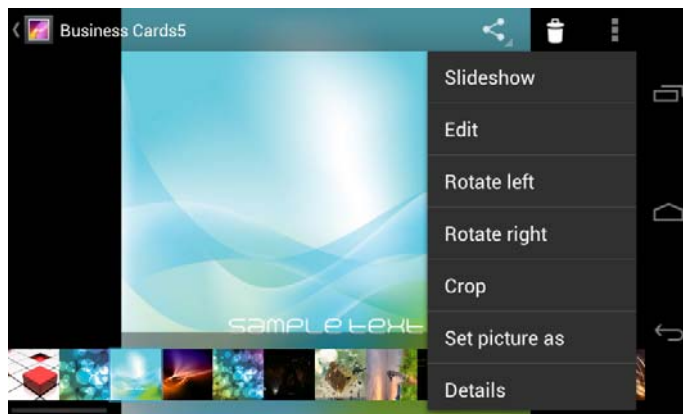 Business Cards5
Slideshow
Edit
Rotate left
Rotate right
Crop
Set picture as
Details
sample text